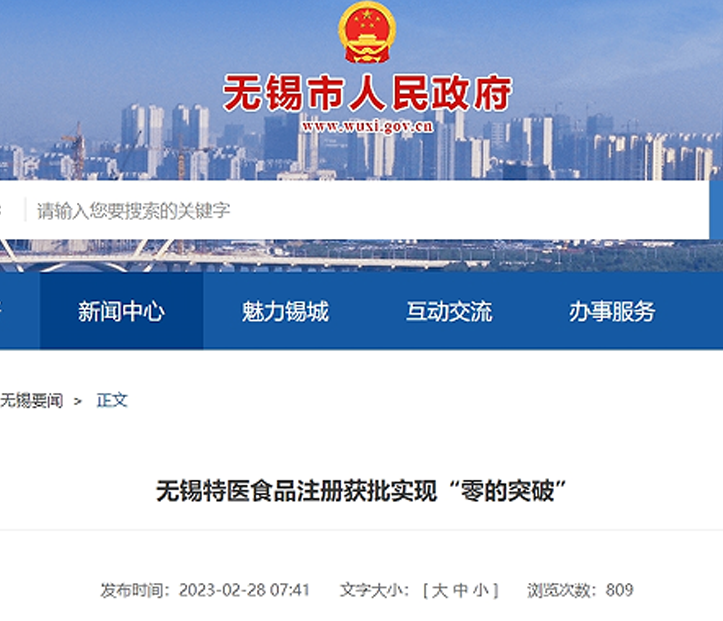 无锡市人民政府
www.wuxi.gov.cn
请输入您要搜索的关键字
新闻中心 魅力锡城 互动交流 办事服务
无锡要闻 > 正文
无锡特医食品注册获批实现“零的突破”
发布时间：2023-02-28 07:41 文字大小：[ 大 中 小 ] 浏览次数：809